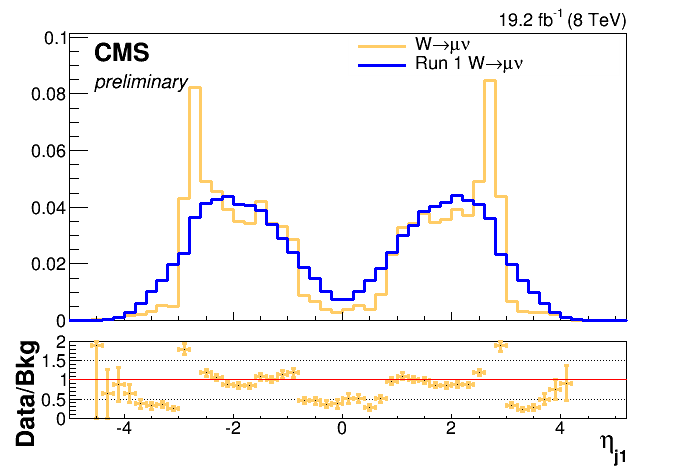 19.2 fb⁻¹ (8 TeV)
CMS
preliminary
W→μν
Run 1 W→μν
0.1
0.08
0.06
0.04
0.02
0
Data/Bkg
2
1.5
1
0.5
0
-4
-2
0
2
4
η_j1